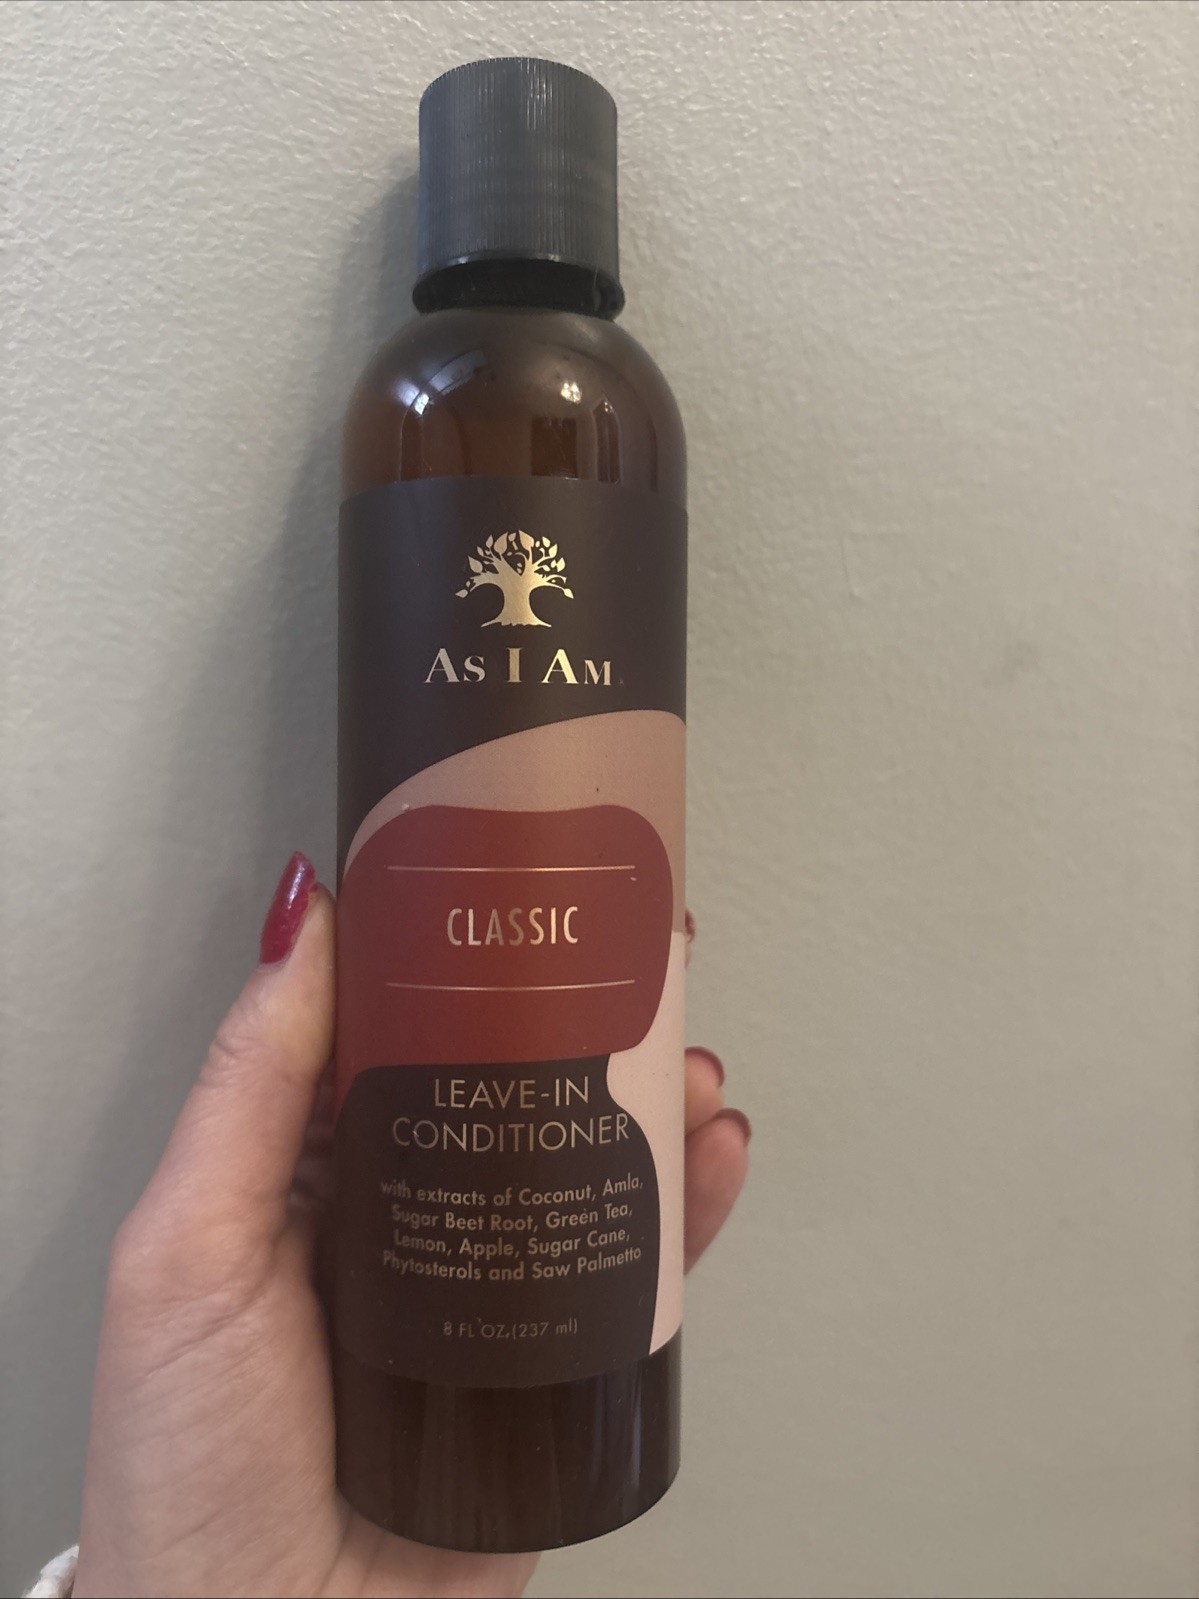 AS I AM
CLASSIC
LEAVE-IN
CONDITIONER
with extracts of Coconut, Amla,
Sugar Beet Root, Green Tea,
Lemon, Apple, Sugar Cane,
Phytosterols and Saw Palmetto
8 FL OZ, (237 ml)